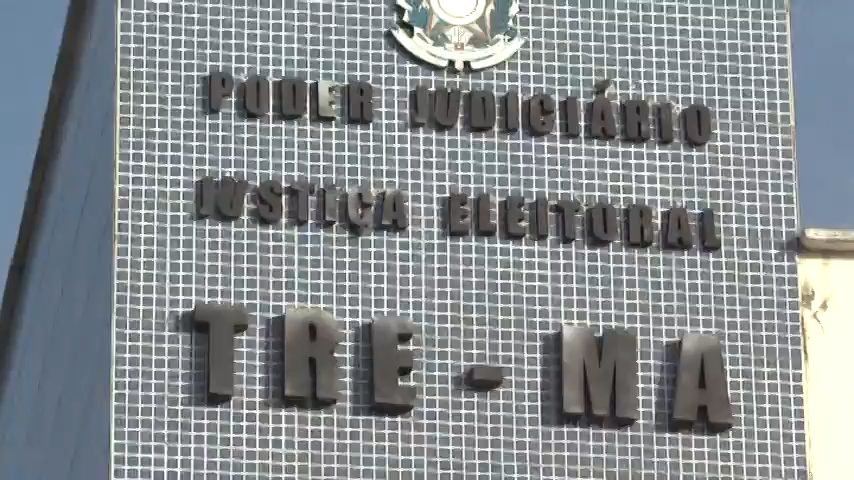 PODER JUDICIÁRIO
JUSTIÇA ELEITORAL
TRE - MA